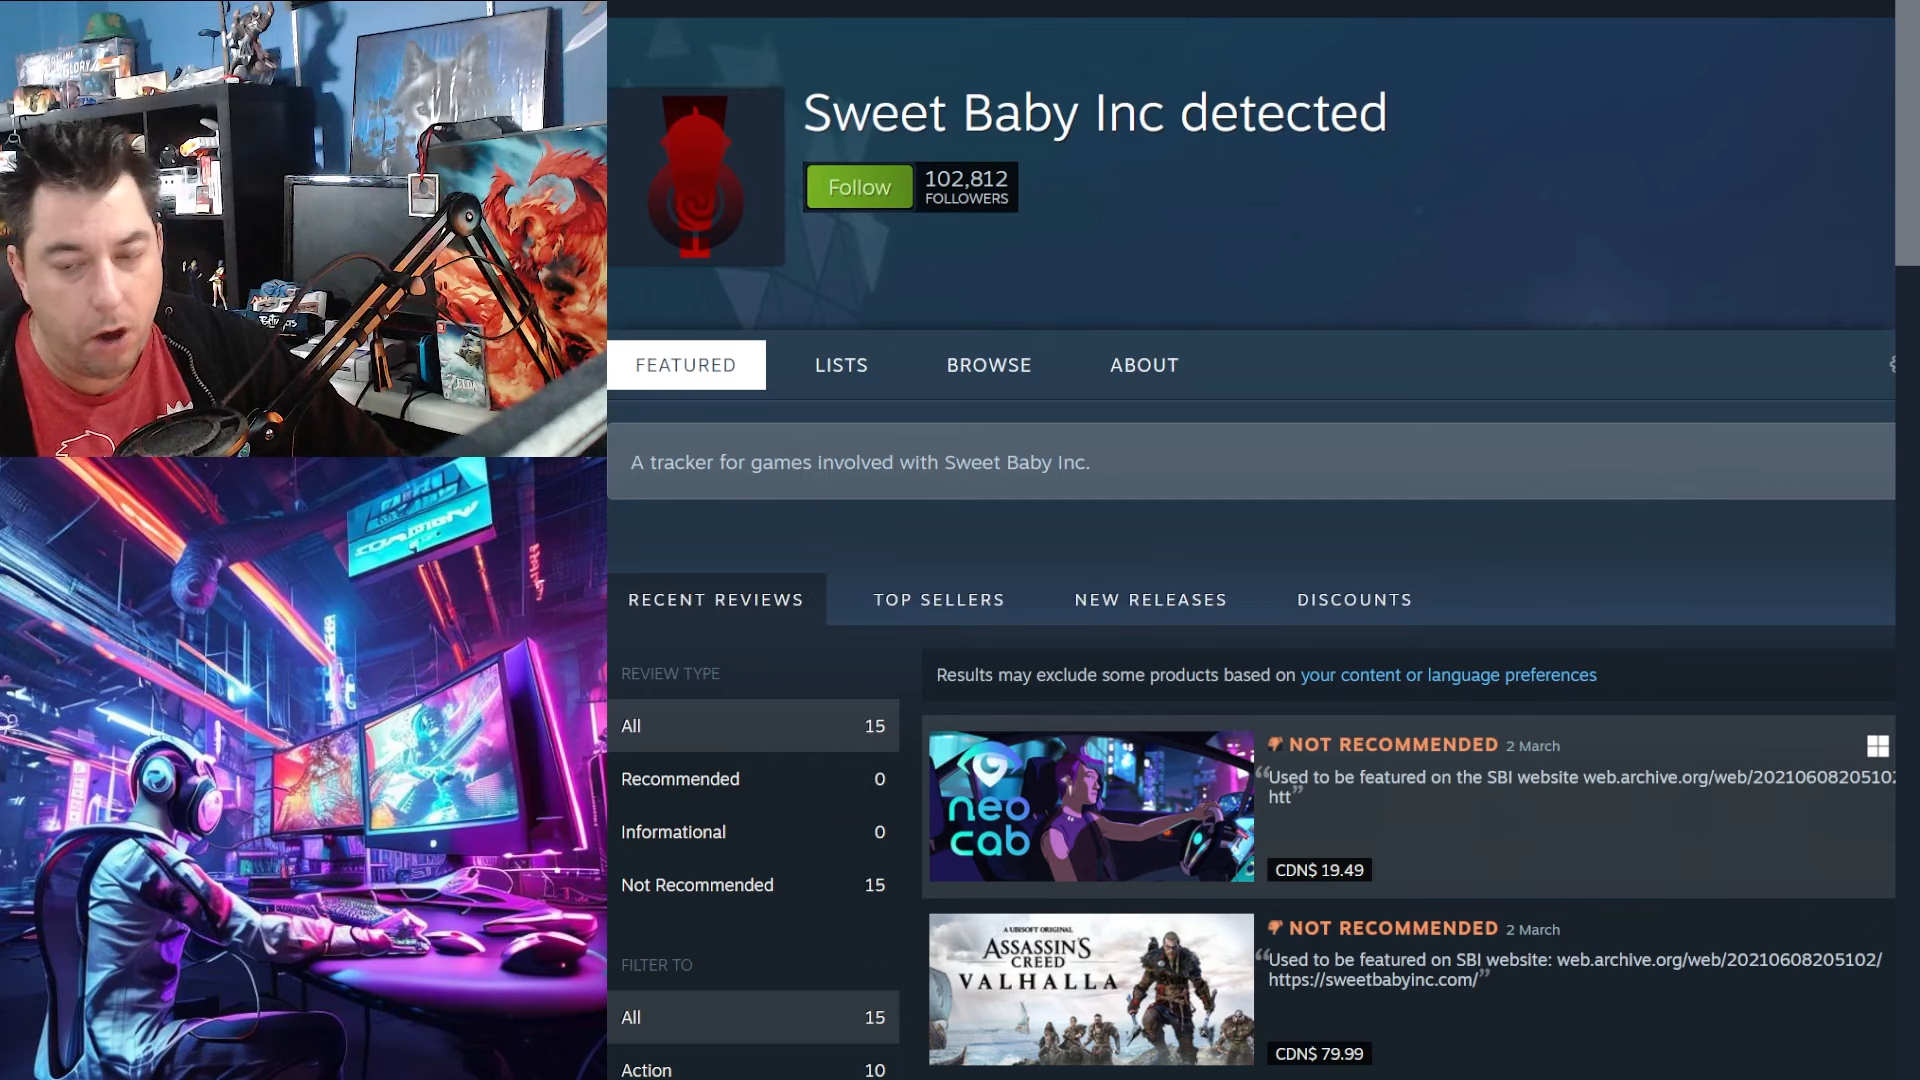 GLORY
ZELDA
Sweet Baby Inc detected
Follow
102,812
FOLLOWERS
FEATURED
LISTS
BROWSE
ABOUT
A tracker for games involved with Sweet Baby Inc.
RECENT REVIEWS
TOP SELLERS
NEW RELEASES
DISCOUNTS
REVIEW TYPE
All 15
Recommended 0
Informational 0
Not Recommended 15
FILTER TO
All 15
Action 10
Results may exclude some products based on your content or language preferences
neo
cab
NOT RECOMMENDED 2 March
“Used to be featured on the SBI website web.archive.org/web/20210608205102
htt”
CDN$ 19.49
A UBISOFT ORIGINAL
ASSASSIN'S
CREED
VALHALLA
NOT RECOMMENDED 2 March
“Used to be featured on SBI website: web.archive.org/web/20210608205102/
https://sweetbabyinc.com/”
CDN$ 79.99